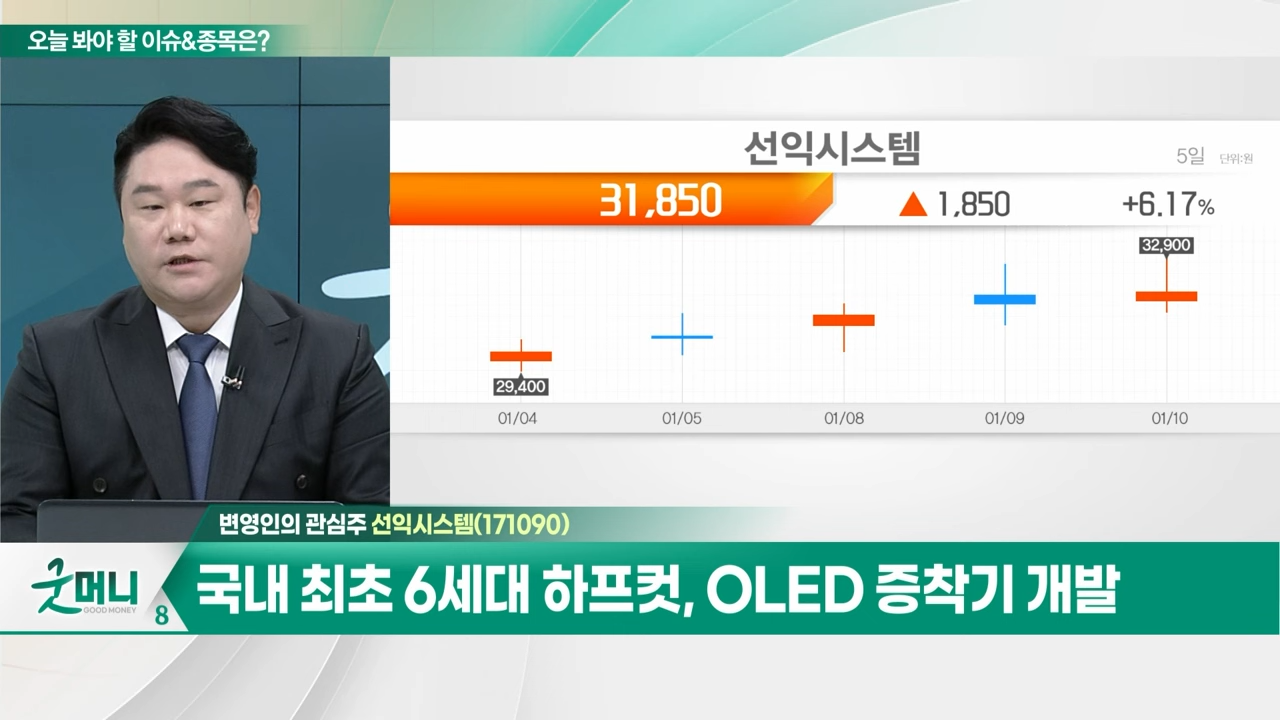 오늘 봐야 할 이슈&종목은?
선익시스템
5일 단위:원
31,850 ▲ 1,850 +6.17%
32,900
29,400
01/04 01/05 01/08 01/09 01/10
변영인의 관심주 선익시스템(171090)
굿머니
GOOD MONEY
8
국내 최초 6세대 하프컷, OLED 증착기 개발